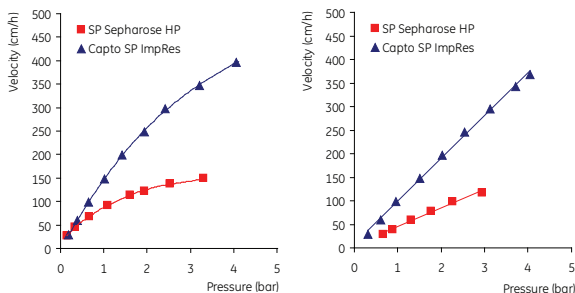 Velocity (cm/h)
500
450
400
350
300
250
200
150
100
50
0
0 1 2 3 4 5
Pressure (bar)
SP Sepharose HP
Capto SP ImpRes
Velocity (cm/h)
500
450
400
350
300
250
200
150
100
50
0
0 1 2 3 4 5
Pressure (bar)
SP Sepharose HP
Capto SP ImpRes